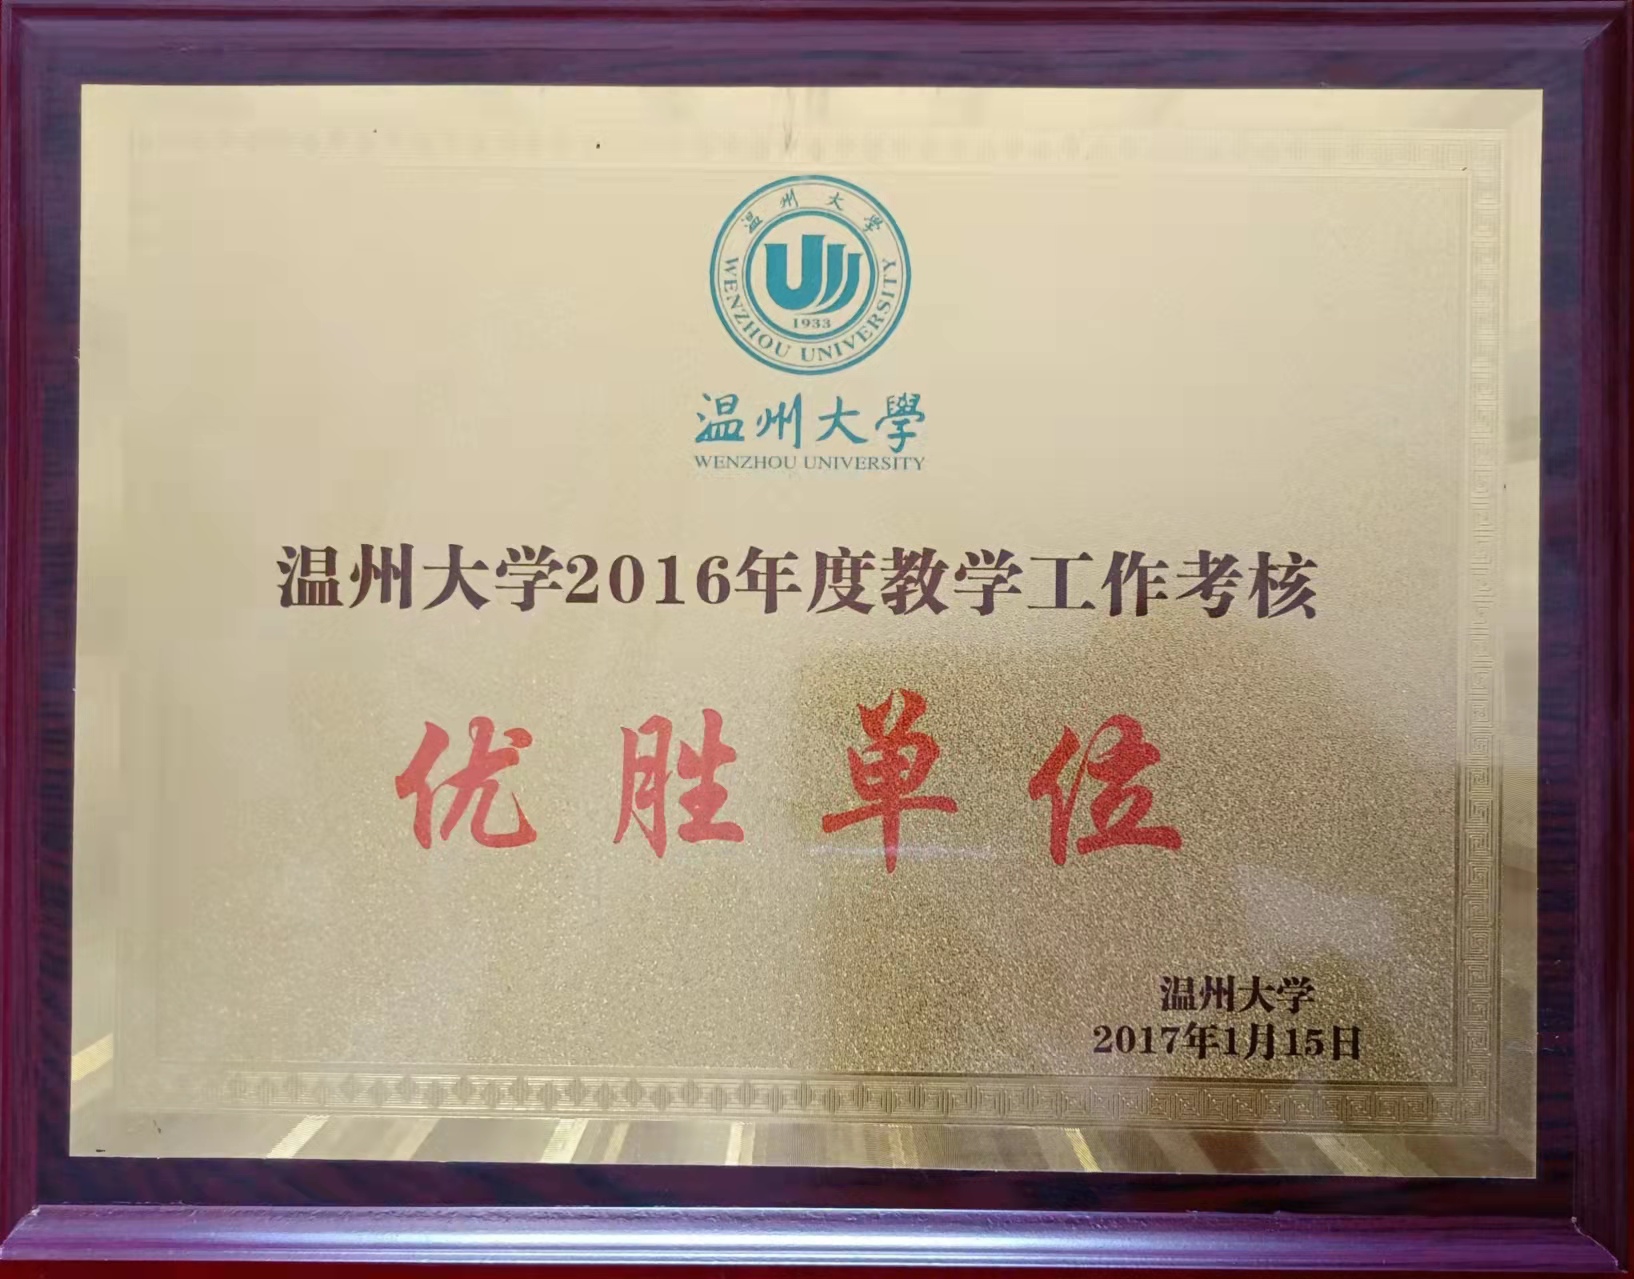 温州大学
WENZHOU UNIVERSITY
1933
温州大學
WENZHOU UNIVERSITY
温州大学2016年度教学工作考核
优胜单位
温州大学
2017年1月15日